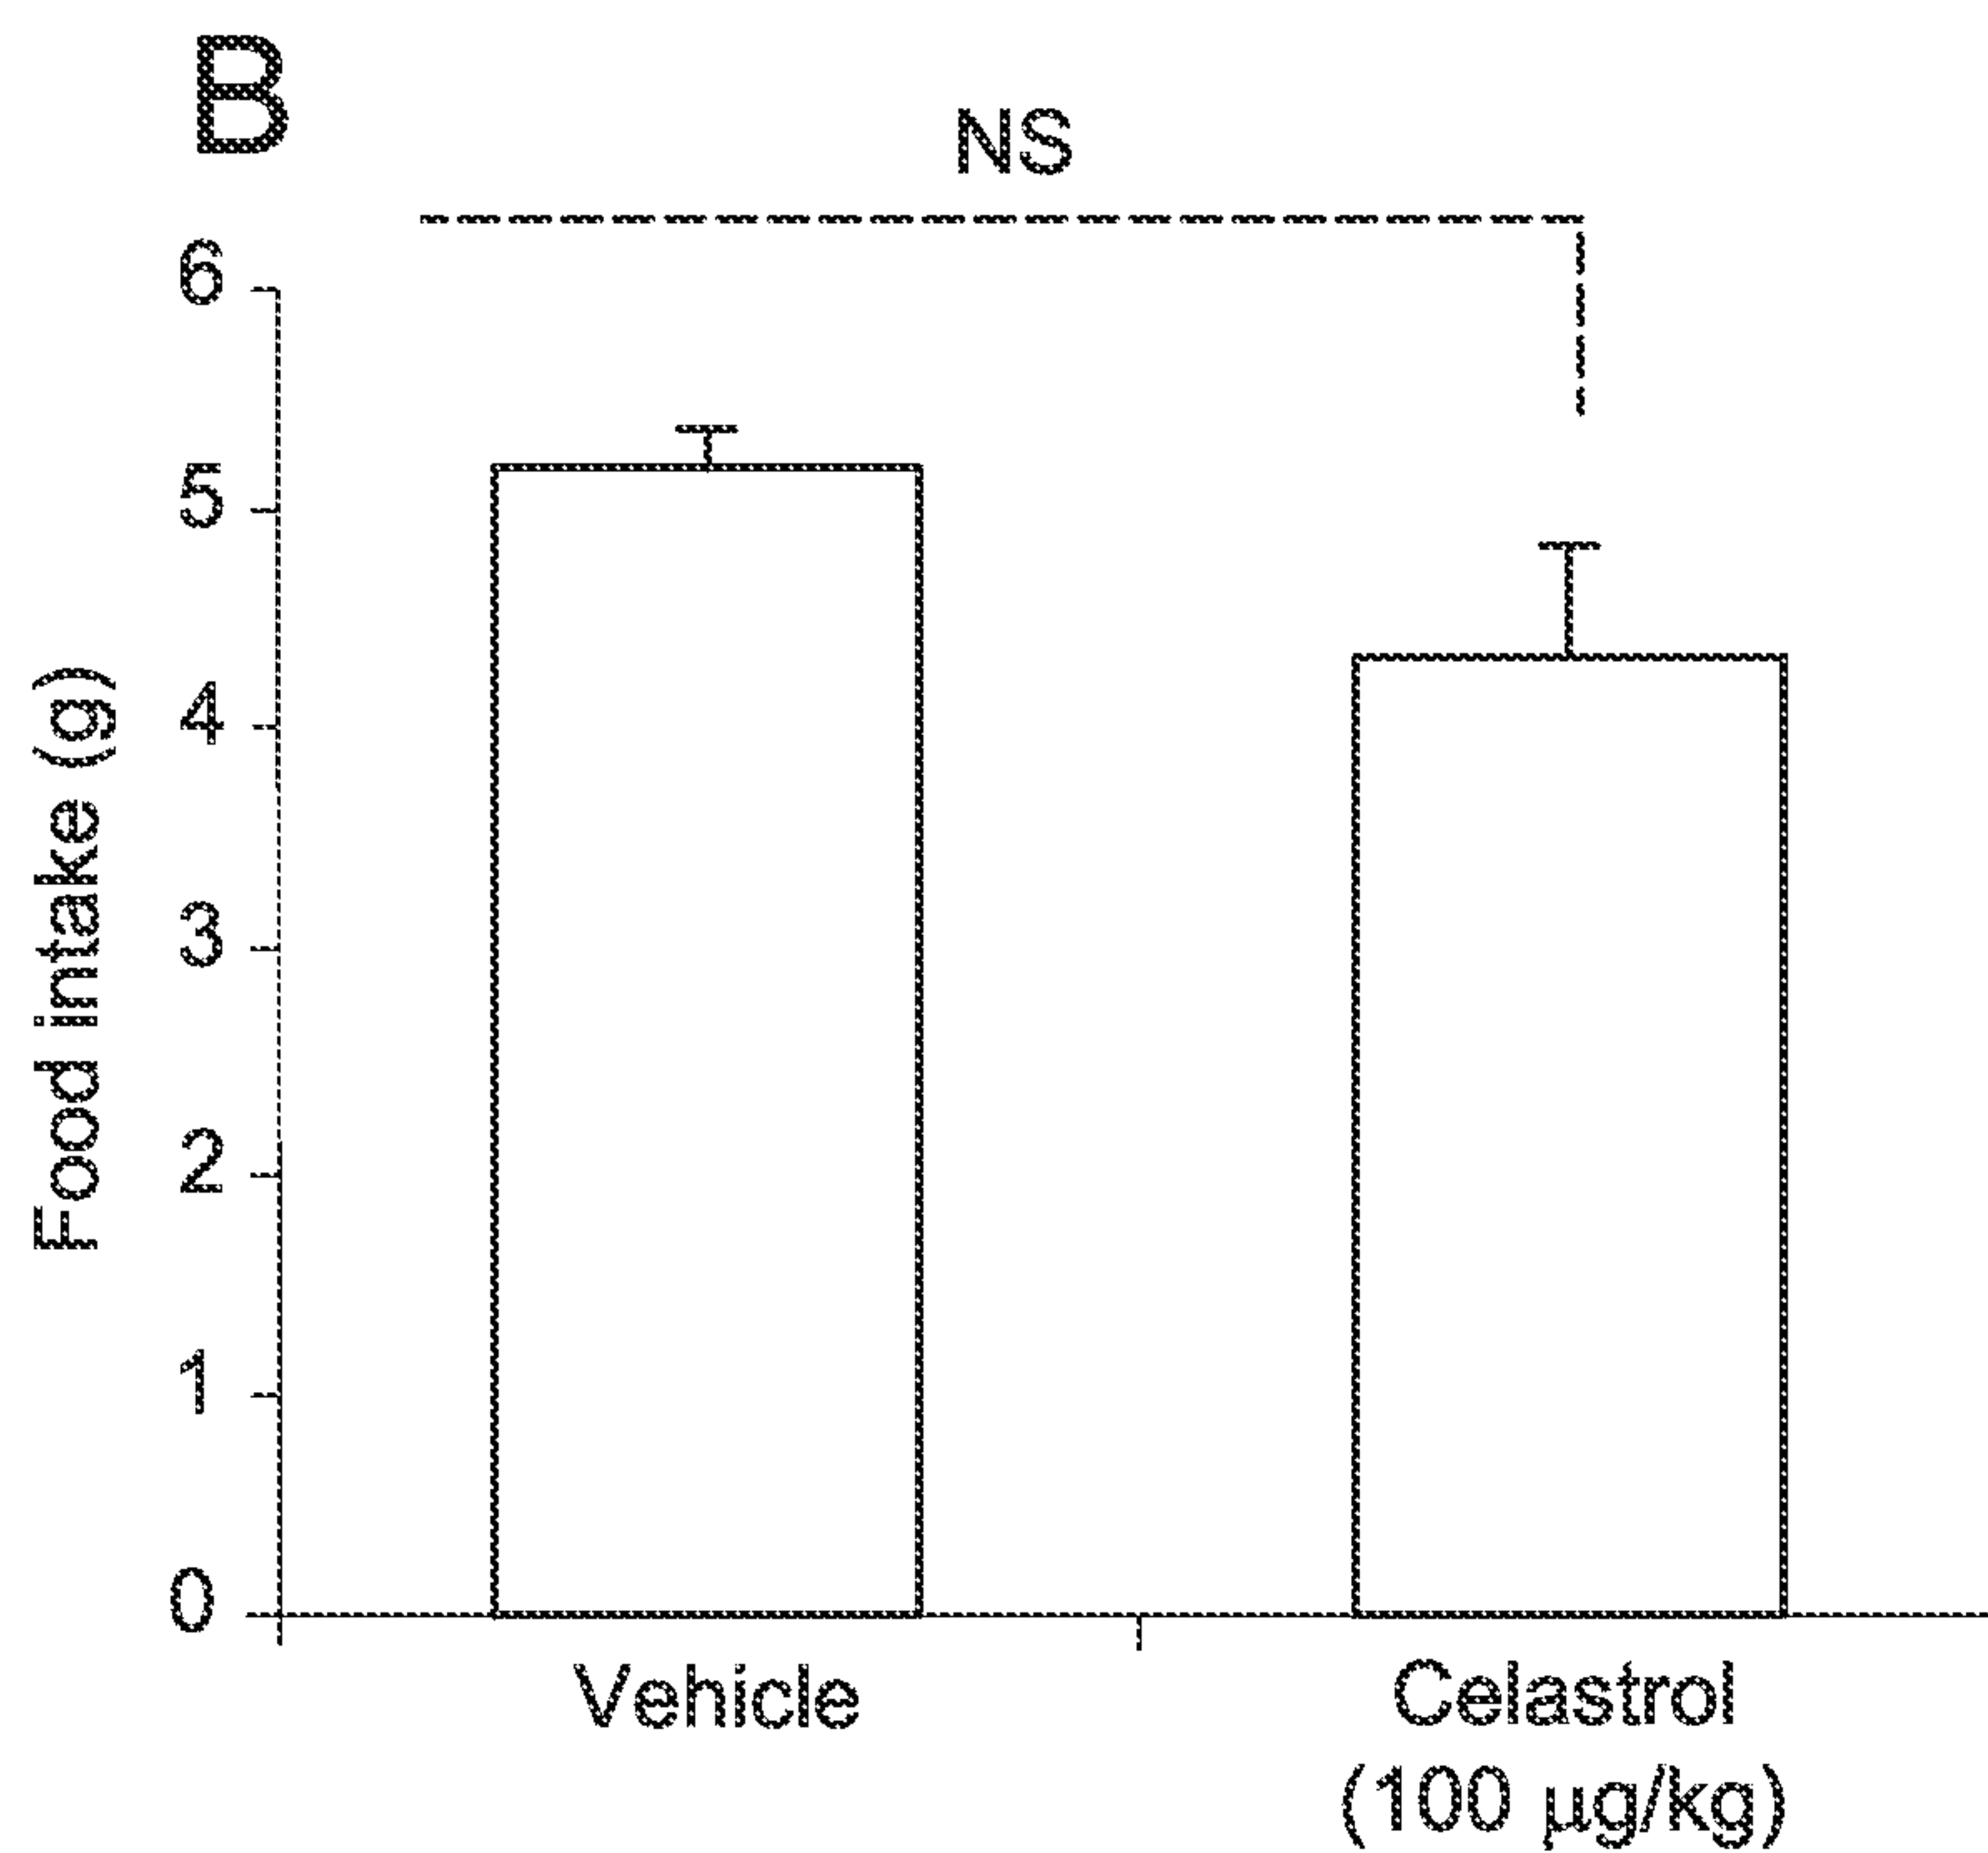 B
NS
6
5
4
3
2
1
0
Food intake (g)
Vehicle
Celastrol
(100 µg/kg)